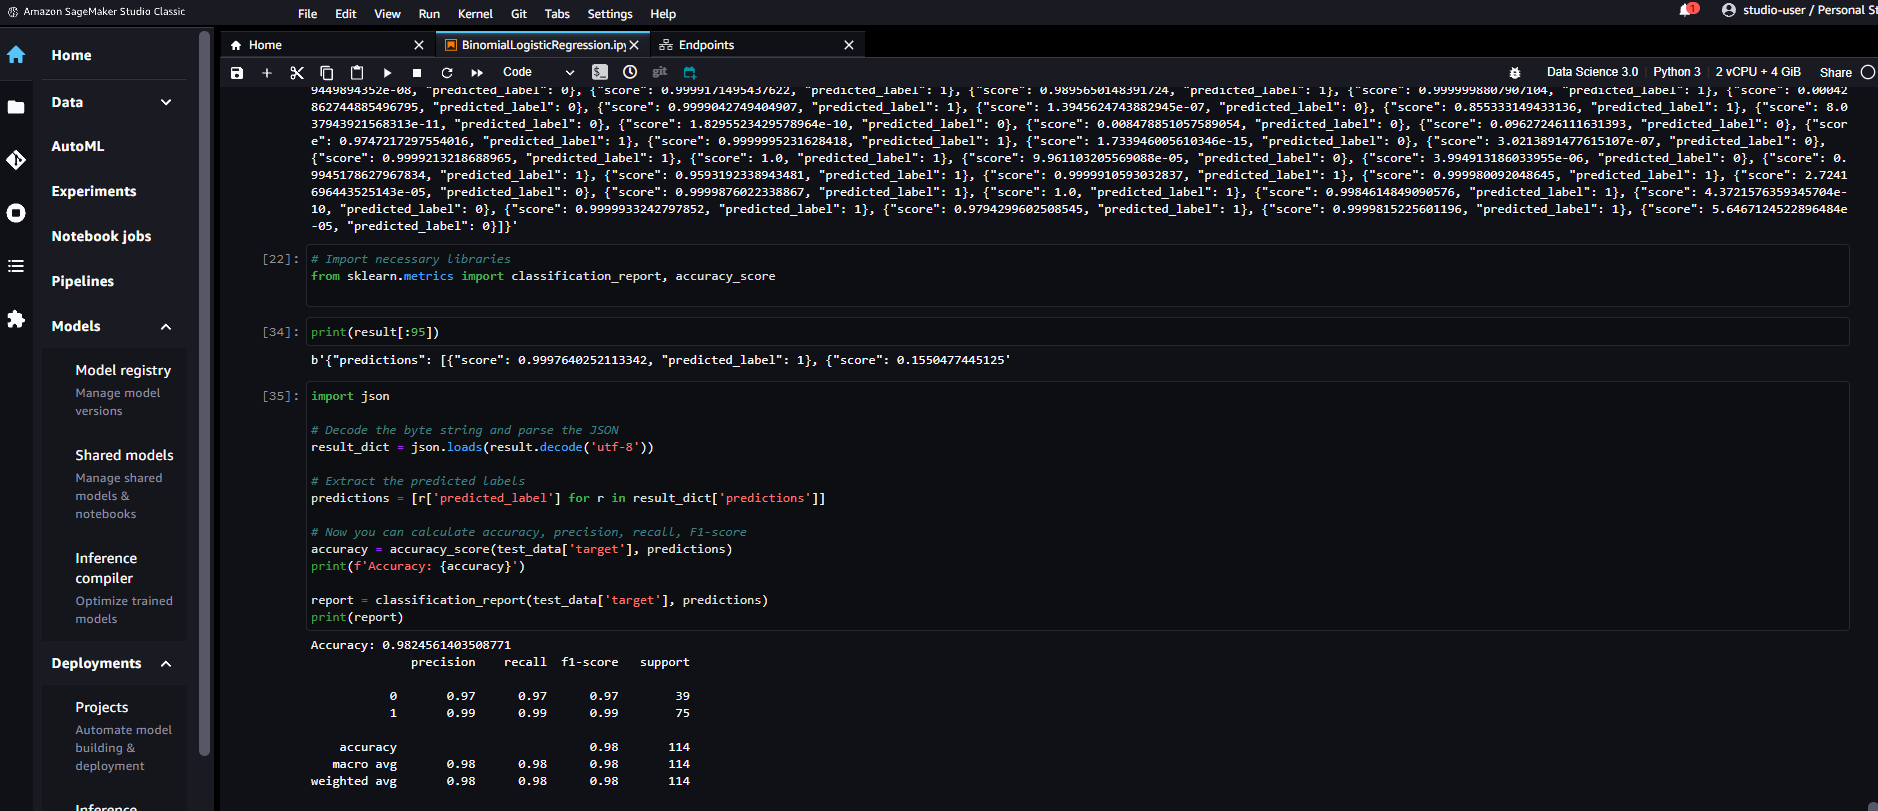 Amazon SageMaker Studio Classic
File Edit View Run Kernel Git Tabs Settings Help
1 studio-user / Personal St
Home
Data
AutoML
Experiments
Notebook jobs
Pipelines
Models
Model registry
Manage model
versions
Shared models
Manage shared
models &
notebooks
Inference
compiler
Optimize trained
models
Deployments
Projects
Automate model
building &
deployment
Inference
Home BinomialLogisticRegression.ipy Endpoints
Code git Data Science 3.0 Python 3 2 vCPU + 4 GiB Share
9449894352e-08, "predicted_label": 0}, {"score": 0.9999171495437622, "predicted_label": 1}, {"score": 0.9895650148391724, "predicted_label": 1}, {"score": 0.9999998807907104, "predicted_label": 1}, {"score": 0.00042
862744885496795, "predicted_label": 0}, {"score": 0.9999042749404907, "predicted_label": 1}, {"score": 1.3945624743882945e-07, "predicted_label": 0}, {"score": 0.855333149433136, "predicted_label": 1}, {"score": 8.0
037943921568313e-11, "predicted_label": 0}, {"score": 1.8295523429578964e-10, "predicted_label": 0}, {"score": 0.008478851057589054, "predicted_label": 0}, {"score": 0.09627246111631393, "predicted_label": 0}, {"scor
e": 0.9747217297554016, "predicted_label": 1}, {"score": 0.9999995231628418, "predicted_label": 1}, {"score": 1.733946005610346e-15, "predicted_label": 0}, {"score": 3.0213891477615107e-07, "predicted_label": 0},
{"score": 0.9999213218688965, "predicted_label": 1}, {"score": 1.0, "predicted_label": 1}, {"score": 9.961103205569088e-05, "predicted_label": 0}, {"score": 3.994913186033955e-06, "predicted_label": 0}, {"score": 0.
9945178627967834, "predicted_label": 1}, {"score": 0.9593192338943481, "predicted_label": 1}, {"score": 0.9999910593032837, "predicted_label": 1}, {"score": 0.999980092048645, "predicted_label": 1}, {"score": 2.7241
696443525143e-05, "predicted_label": 0}, {"score": 0.9999876022338867, "predicted_label": 1}, {"score": 1.0, "predicted_label": 1}, {"score": 0.9984614849090576, "predicted_label": 1}, {"score": 4.3721576359345704e-
10, "predicted_label": 0}, {"score": 0.9999933242797852, "predicted_label": 1}, {"score": 0.9794299602508545, "predicted_label": 1}, {"score": 0.9999815225601196, "predicted_label": 1}, {"score": 5.6467124522896484e
-05, "predicted_label": 0}]}'
[22]: # Import necessary libraries
from sklearn.metrics import classification_report, accuracy_score
[34]: print(result[:95])
b'{"predictions": [{"score": 0.9997640252113342, "predicted_label": 1}, {"score": 0.1550477445125'
[35]: import json
# Decode the byte string and parse the JSON
result_dict = json.loads(result.decode('utf-8'))
# Extract the predicted labels
predictions = [r['predicted_label'] for r in result_dict['predictions']]
# Now you can calculate accuracy, precision, recall, F1-score
accuracy = accuracy_score(test_data['target'], predictions)
print(f'Accuracy: {accuracy}')
report = classification_report(test_data['target'], predictions)
print(report)
Accuracy: 0.9824561403508771
precision recall f1-score support
0 0.97 0.97 0.97 39
1 0.99 0.99 0.99 75
accuracy 0.98 114
macro avg 0.98 0.98 0.98 114
weighted avg 0.98 0.98 0.98 114